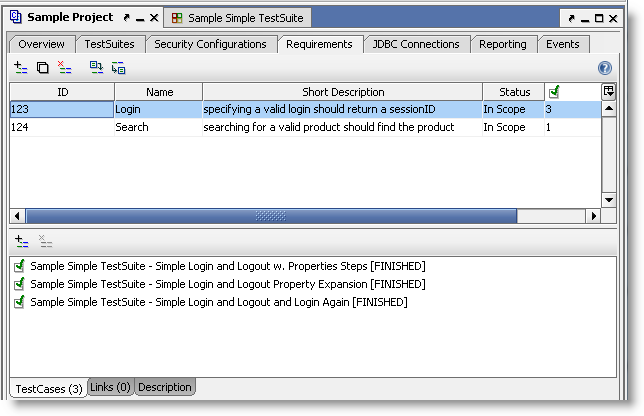 Sample Project Sample Simple TestSuite
Overview TestSuites Security Configurations Requirements JDBC Connections Reporting Events
ID Name Short Description Status
123 Login specifying a valid login should return a sessionID In Scope 3
124 Search searching for a valid product should find the product In Scope 1
Sample Simple TestSuite - Simple Login and Logout w. Properties Steps [FINISHED]
Sample Simple TestSuite - Simple Login and Logout Property Expansion [FINISHED]
Sample Simple TestSuite - Simple Login and Logout and Login Again [FINISHED]
TestCases (3) Links (0) Description